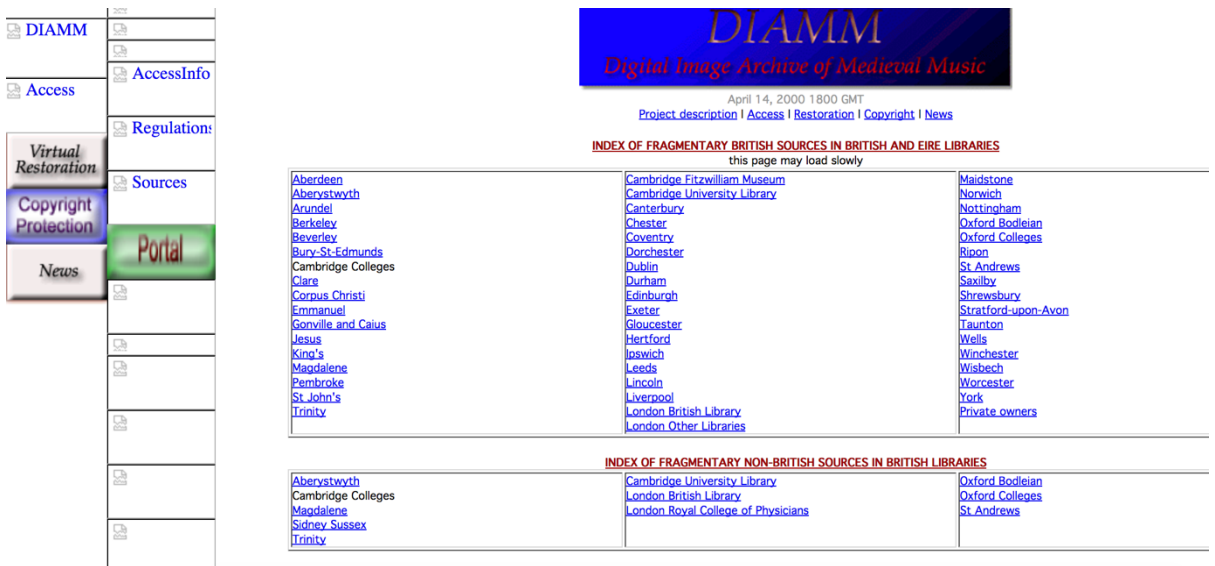 DIAMM
Access
Virtual
Restoration
Copyright
Protection
News
AccessInfo
Regulations
Sources
Portal
DIAMM
Digital Image Archive of Medieval Music
April 14, 2000 1800 GMT
Project description | Access | Restoration | Copyright | News
INDEX OF FRAGMENTARY BRITISH SOURCES IN BRITISH AND EIRE LIBRARIES
this page may load slowly
Aberdeen
Aberystwyth
Arundel
Berkeley
Beverley
Bury-St-Edmunds
Cambridge Colleges
Clare
Corpus Christi
Emmanuel
Gonville and Caius
Jesus
King's
Magdalene
Pembroke
St John's
Trinity
Cambridge Fitzwilliam Museum
Cambridge University Library
Canterbury
Chester
Coventry
Dorchester
Dublin
Durham
Edinburgh
Exeter
Gloucester
Hertford
Ipswich
Leeds
Lincoln
Liverpool
London British Library
London Other Libraries
Maidstone
Norwich
Nottingham
Oxford Bodleian
Oxford Colleges
Ripon
St Andrews
Saxilby
Shrewsbury
Stratford-upon-Avon
Taunton
Wells
Winchester
Wisbech
Worcester
York
Private owners
INDEX OF FRAGMENTARY NON-BRITISH SOURCES IN BRITISH LIBRARIES
Aberystwyth
Cambridge Colleges
Magdalene
Sidney Sussex
Trinity
Cambridge University Library
London British Library
London Royal College of Physicians
Oxford Bodleian
Oxford Colleges
St Andrews